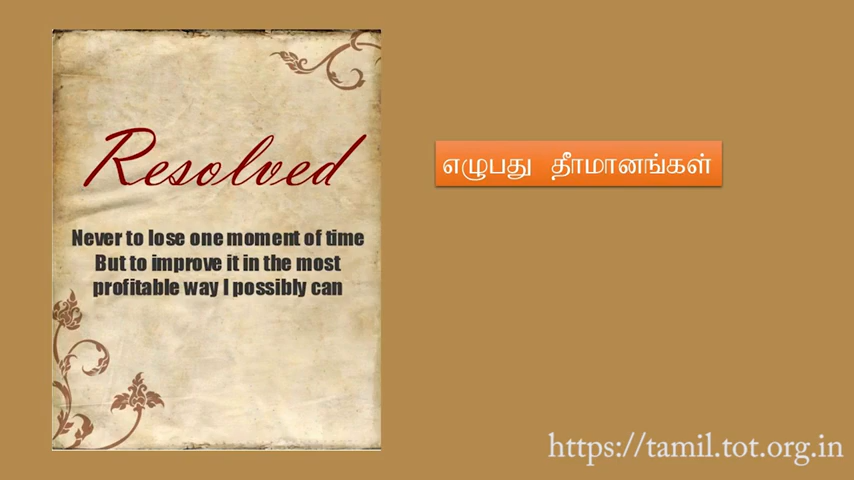 Resolved
Never to lose one moment of time
But to improve it in the most
profitable way I possibly can
எழுபது தீர்மானங்கள்
https://tamil.tot.org.in